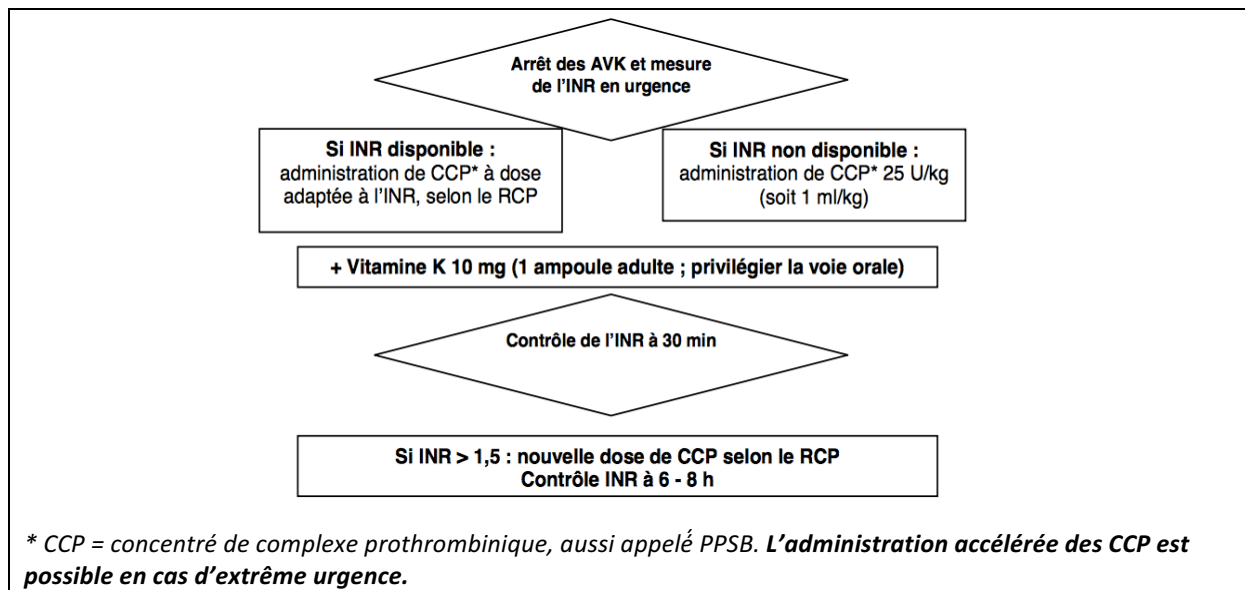 Arrêt des AVK et mesure
de l'INR en urgence
Si INR disponible :
administration de CCP* à dose
adaptée à l'INR, selon le RCP
Si INR non disponible :
administration de CCP* 25 U/kg
(soit 1 ml/kg)
+ Vitamine K 10 mg (1 ampoule adulte ; privilégier la voie orale)
Contrôle de l'INR à 30 min
Si INR > 1,5 : nouvelle dose de CCP selon le RCP
Contrôle INR à 6 - 8 h
* CCP = concentré de complexe prothrombinique, aussi appelé PPSB. L'administration accélérée des CCP est
possible en cas d'extrême urgence.